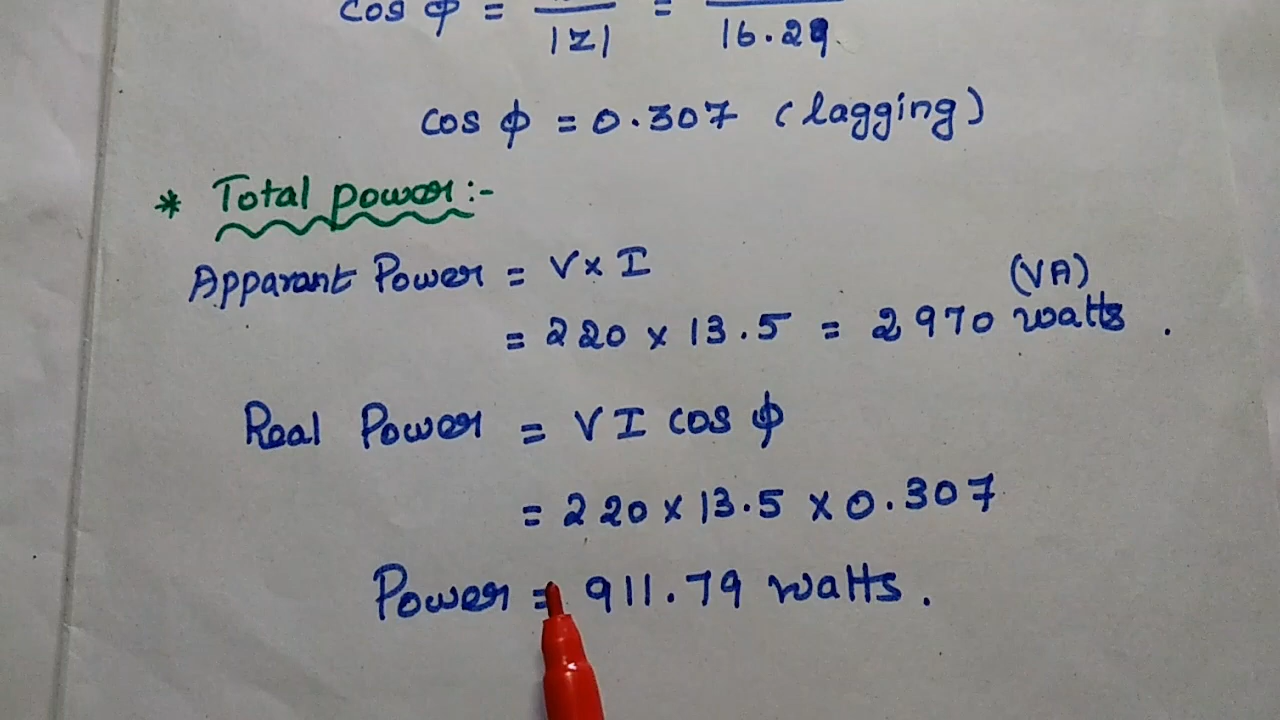 cos φ = — = —
|Z| 16.29
cos φ = 0.307 (lagging)
* Total power:-
Apparant Power = V x I
(VA)
= 220 x 13.5 = 2970 watts .
Real Power = V I cos φ
= 220 x 13.5 x 0.307
Power = 911.79 watts .